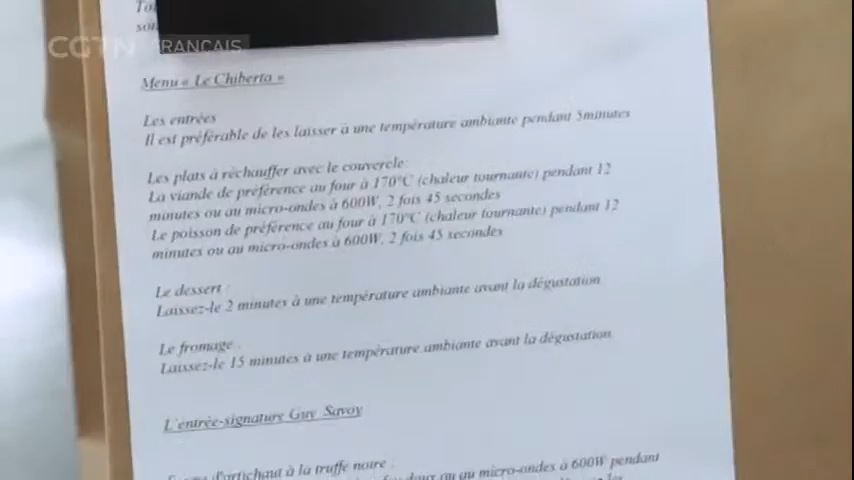 CGTN FRANÇAIS
Menu « Le Chiberta »
Les entrées
Il est préférable de les laisser à une température ambiante pendant 5minutes
Les plats à réchauffer avec le couvercle:
La viande de préférence au four à 170°C (chaleur tournante) pendant 12
minutes ou au micro-ondes à 600W, 2 fois 45 secondes
Le poisson de préférence au four à 170°C (chaleur tournante) pendant 12
minutes ou au micro-ondes à 600W, 2 fois 45 secondes
Le dessert :
Laissez-le 2 minutes à une température ambiante avant la dégustation
Le fromage :
Laissez-le 15 minutes à une température ambiante avant la dégustation
L'entrée-signature Guy Savoy
d'artichaut à la truffe noire :
doux ou au micro-ondes à 600W pendant